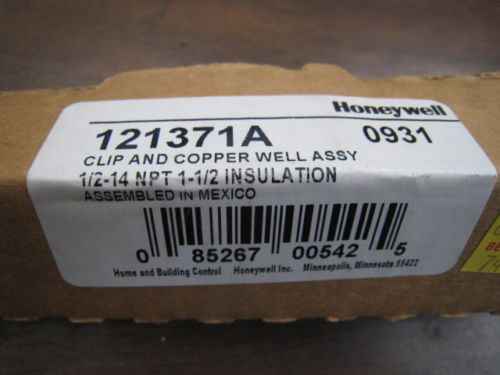 Honeywell
121371A 0931
CLIP AND COPPER WELL ASSY
1/2-14 NPT 1-1/2 INSULATION
ASSEMBLED IN MEXICO
0 85267 00542 5
Home and Building Control Honeywell Inc. Minneapolis, Minnesota 55422